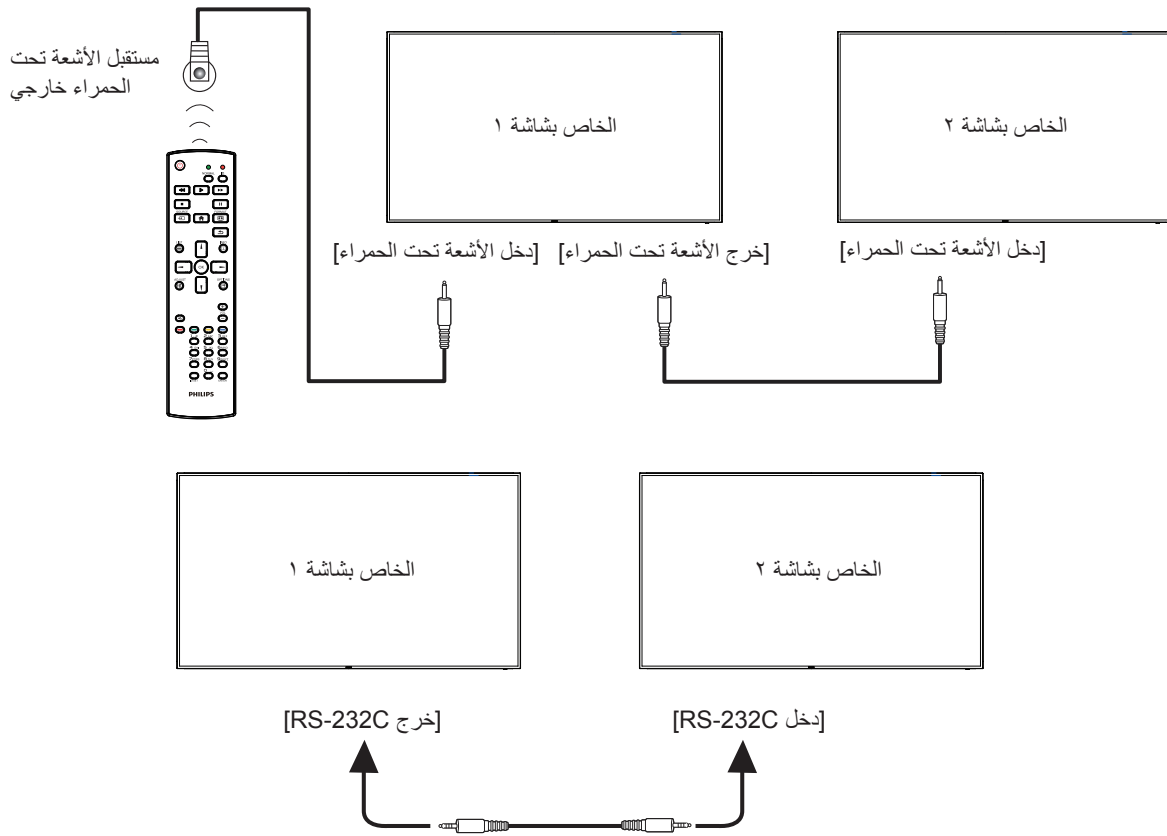 مستقبل الأشعة تحت
الحمراء خارجي
الخاص بشاشة ١
الخاص بشاشة ٢
[دخل الأشعة تحت الحمراء]
[خرج الأشعة تحت الحمراء]
[دخل الأشعة تحت الحمراء]
PHILIPS
الخاص بشاشة ١
الخاص بشاشة ٢
[خرج RS-232C]
[دخل RS-232C]